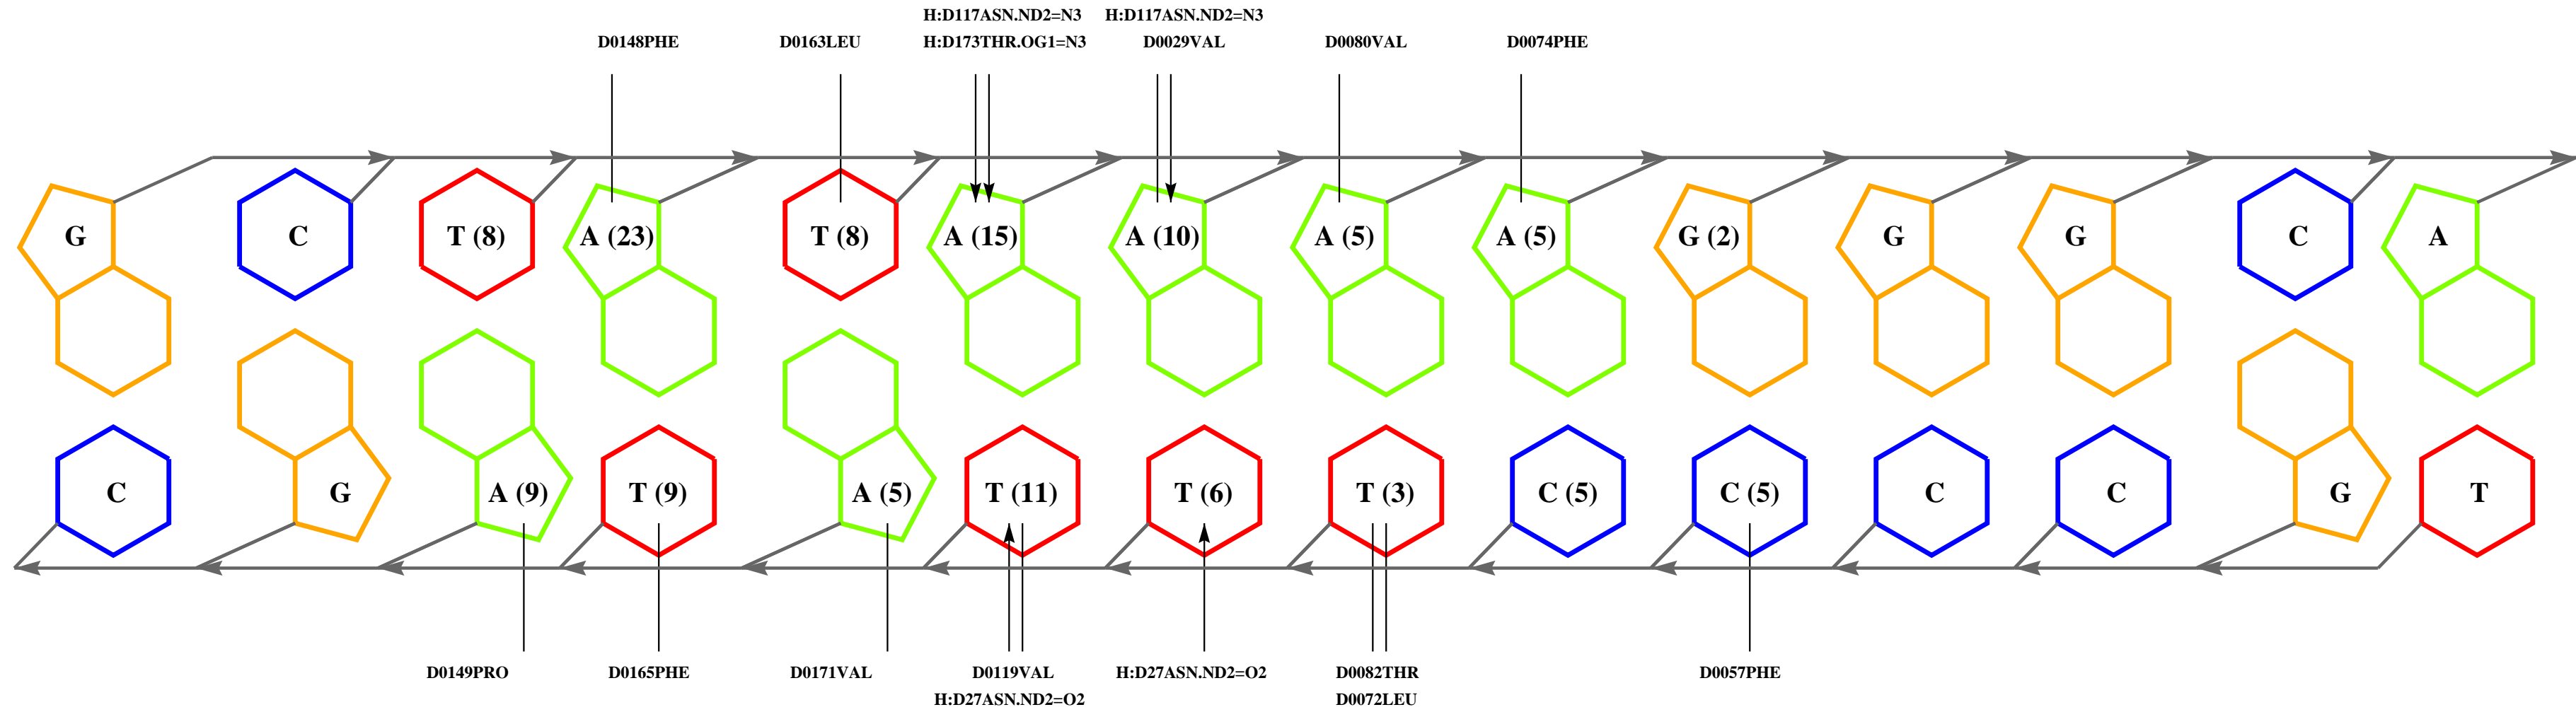 H:D117ASN.ND2=N3 H:D117ASN.ND2=N3
D0148PHE D0163LEU H:D173THR.OG1=N3 D0029VAL D0080VAL D0074PHE
G C T (8) A (23) T (8) A (15) A (10) A (5) A (5) G (2) G G C A
C G A (9) T (9) A (5) T (11) T (6) T (3) C (5) C (5) C C G T
D0149PRO D0165PHE D0171VAL D0119VAL H:D27ASN.ND2=O2 D0082THR D0057PHE
H:D27ASN.ND2=O2 D0072LEU